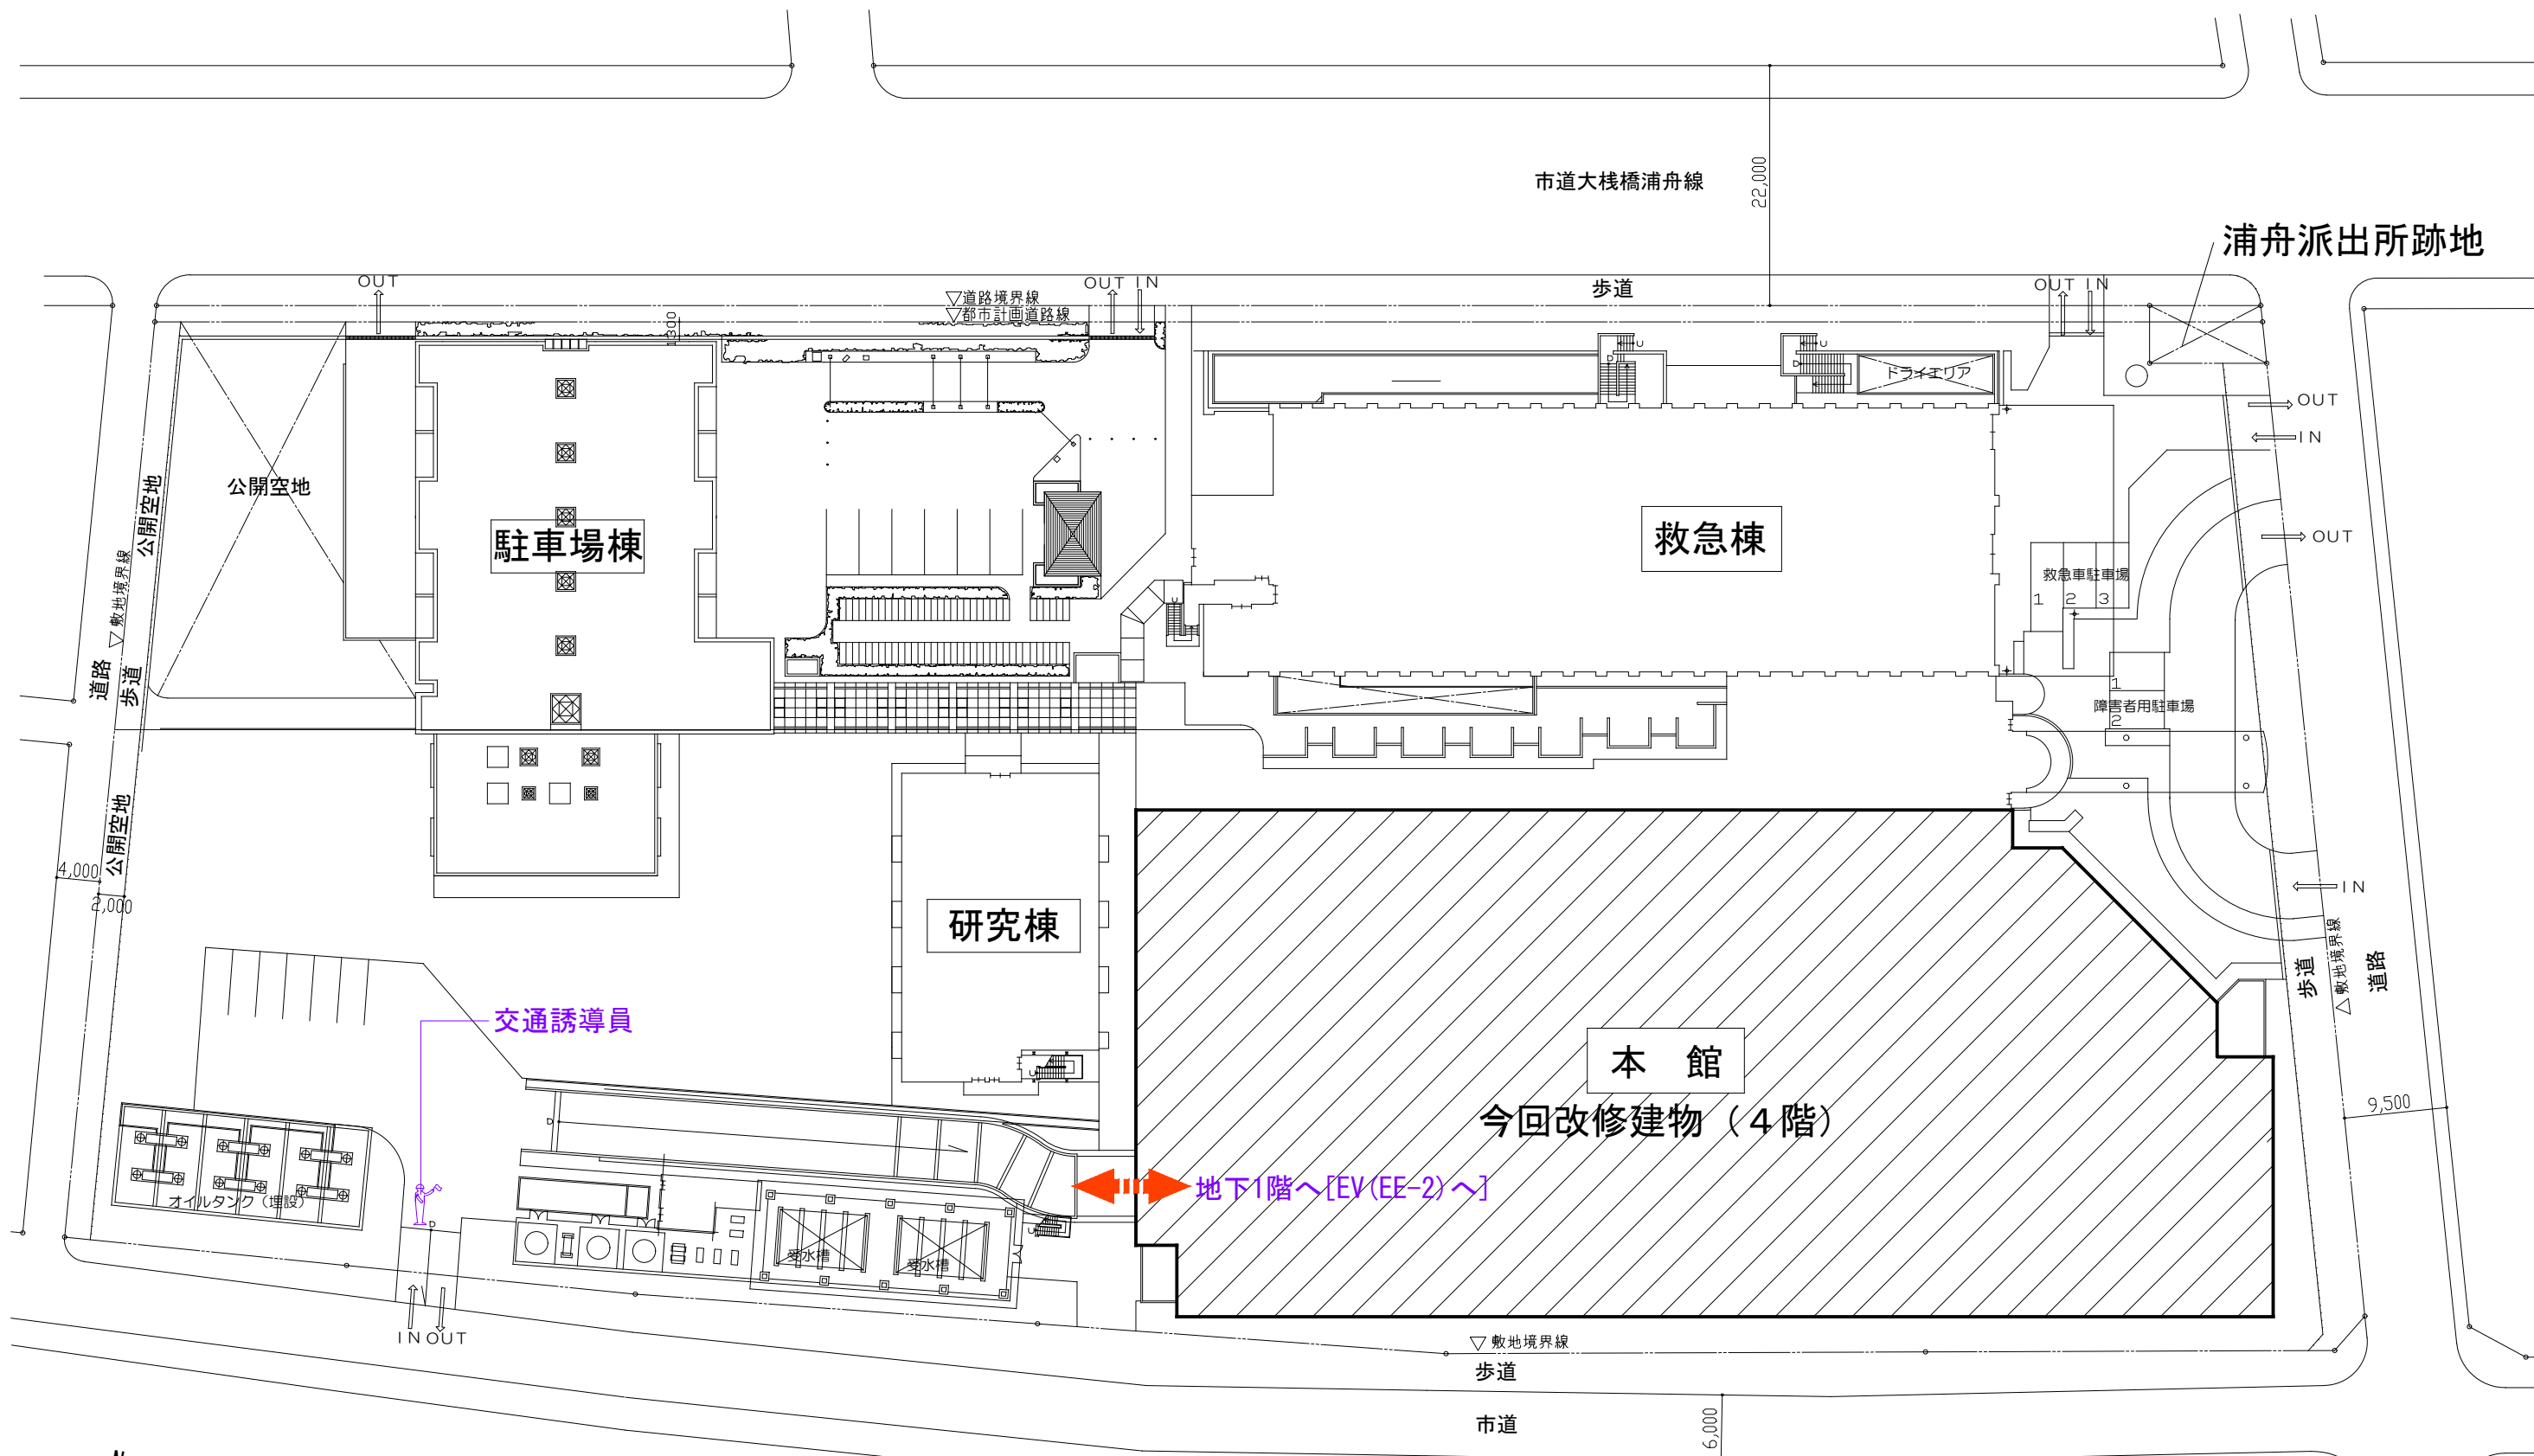 市道大桟橋浦舟線
22,000
浦舟派出所跡地
OUT
▽道路境界線
▽都市計画道路線
1,300
OUT IN
歩道
OUT IN
ドライエリア
OUT
IN
公開空地
公開空地
駐車場棟
救急棟
OUT
救急車駐車場
1 2 3
▽敷地境界線
道路
歩道
1
障害者用駐車場
2
公開空地
4,000
2,000
研究棟
IN
▽敷地境界線
歩道
道路
交通誘導員
本　館
今回改修建物（４階）
9,500
D
オイルタンク（埋設）
地下1階へ[EV(EE-2)へ]
D
受水槽
受水槽
U
U
U
U
U
D
D
IN OUT
▽敷地境界線
歩道
市道
6,000
N